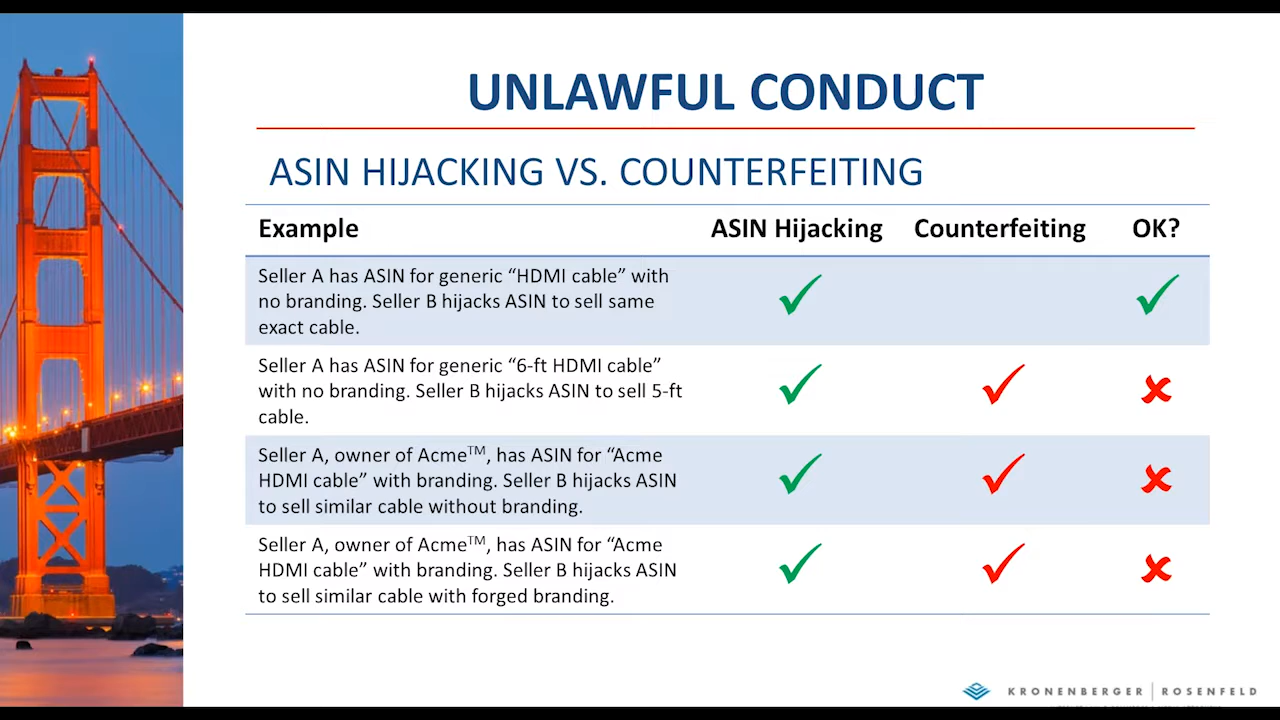 UNLAWFUL CONDUCT
ASIN HIJACKING VS. COUNTERFEITING
Example ASIN Hijacking Counterfeiting OK?
Seller A has ASIN for generic “HDMI cable” with
no branding. Seller B hijacks ASIN to sell same
exact cable.
Seller A has ASIN for generic “6-ft HDMI cable”
with no branding. Seller B hijacks ASIN to sell 5-ft
cable.
Seller A, owner of Acme™, has ASIN for “Acme
HDMI cable” with branding. Seller B hijacks ASIN
to sell similar cable without branding.
Seller A, owner of Acme™, has ASIN for “Acme
HDMI cable” with branding. Seller B hijacks ASIN
to sell similar cable with forged branding.
KRONENBERGER | ROSENFELD